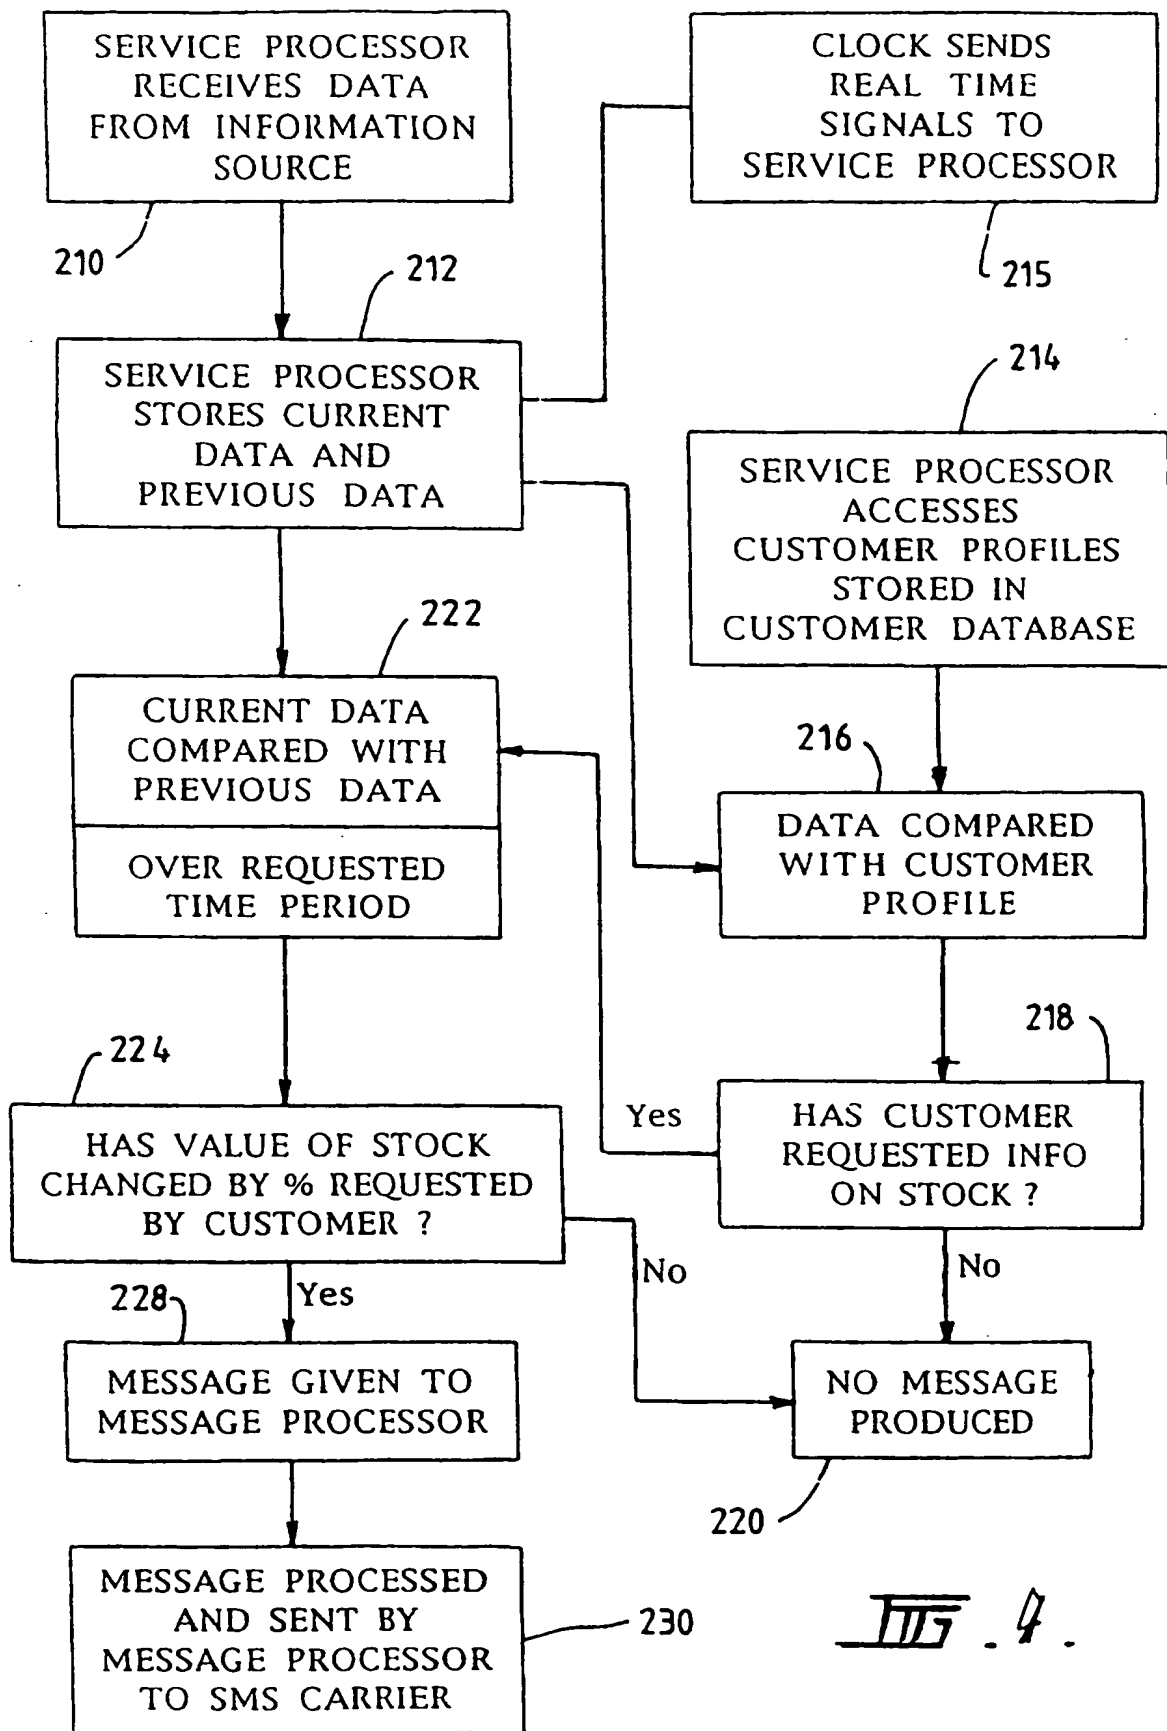 SERVICE PROCESSOR
RECEIVES DATA
FROM INFORMATION
SOURCE
210
CLOCK SENDS
REAL TIME
SIGNALS TO
SERVICE PROCESSOR
215
212
SERVICE PROCESSOR
STORES CURRENT
DATA AND
PREVIOUS DATA
214
SERVICE PROCESSOR
ACCESSES
CUSTOMER PROFILES
STORED IN
CUSTOMER DATABASE
222
CURRENT DATA
COMPARED WITH
PREVIOUS DATA
OVER REQUESTED
TIME PERIOD
216
DATA COMPARED
WITH CUSTOMER
PROFILE
218
HAS CUSTOMER
REQUESTED INFO
ON STOCK ?
Yes
No
224
HAS VALUE OF STOCK
CHANGED BY % REQUESTED
BY CUSTOMER ?
No
Yes
228
MESSAGE GIVEN TO
MESSAGE PROCESSOR
NO MESSAGE
PRODUCED
220
MESSAGE PROCESSED
AND SENT BY
MESSAGE PROCESSOR
TO SMS CARRIER
230
FIG. 4.